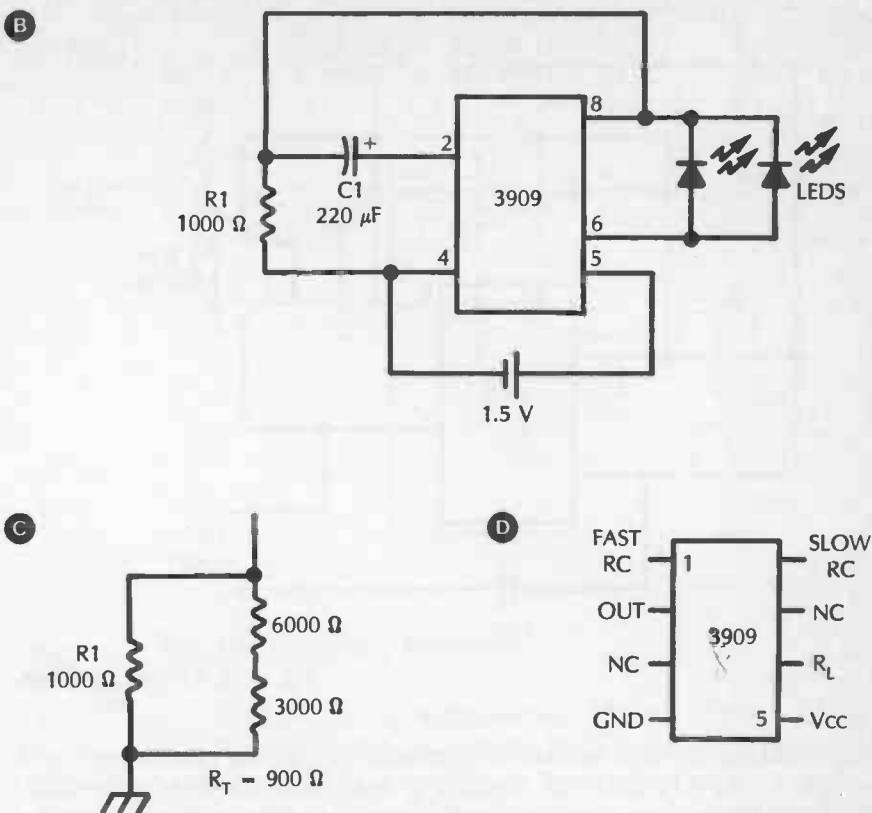 B
8
2
+
C1
220 μF
3909
R1
1000 Ω
LEDS
6
4
5
1.5 V
C
R1
1000 Ω
6000 Ω
3000 Ω
R_T = 900 Ω
D
FAST
RC
1
SLOW
RC
OUT
NC
3909
NC
R_L
GND
5
Vcc